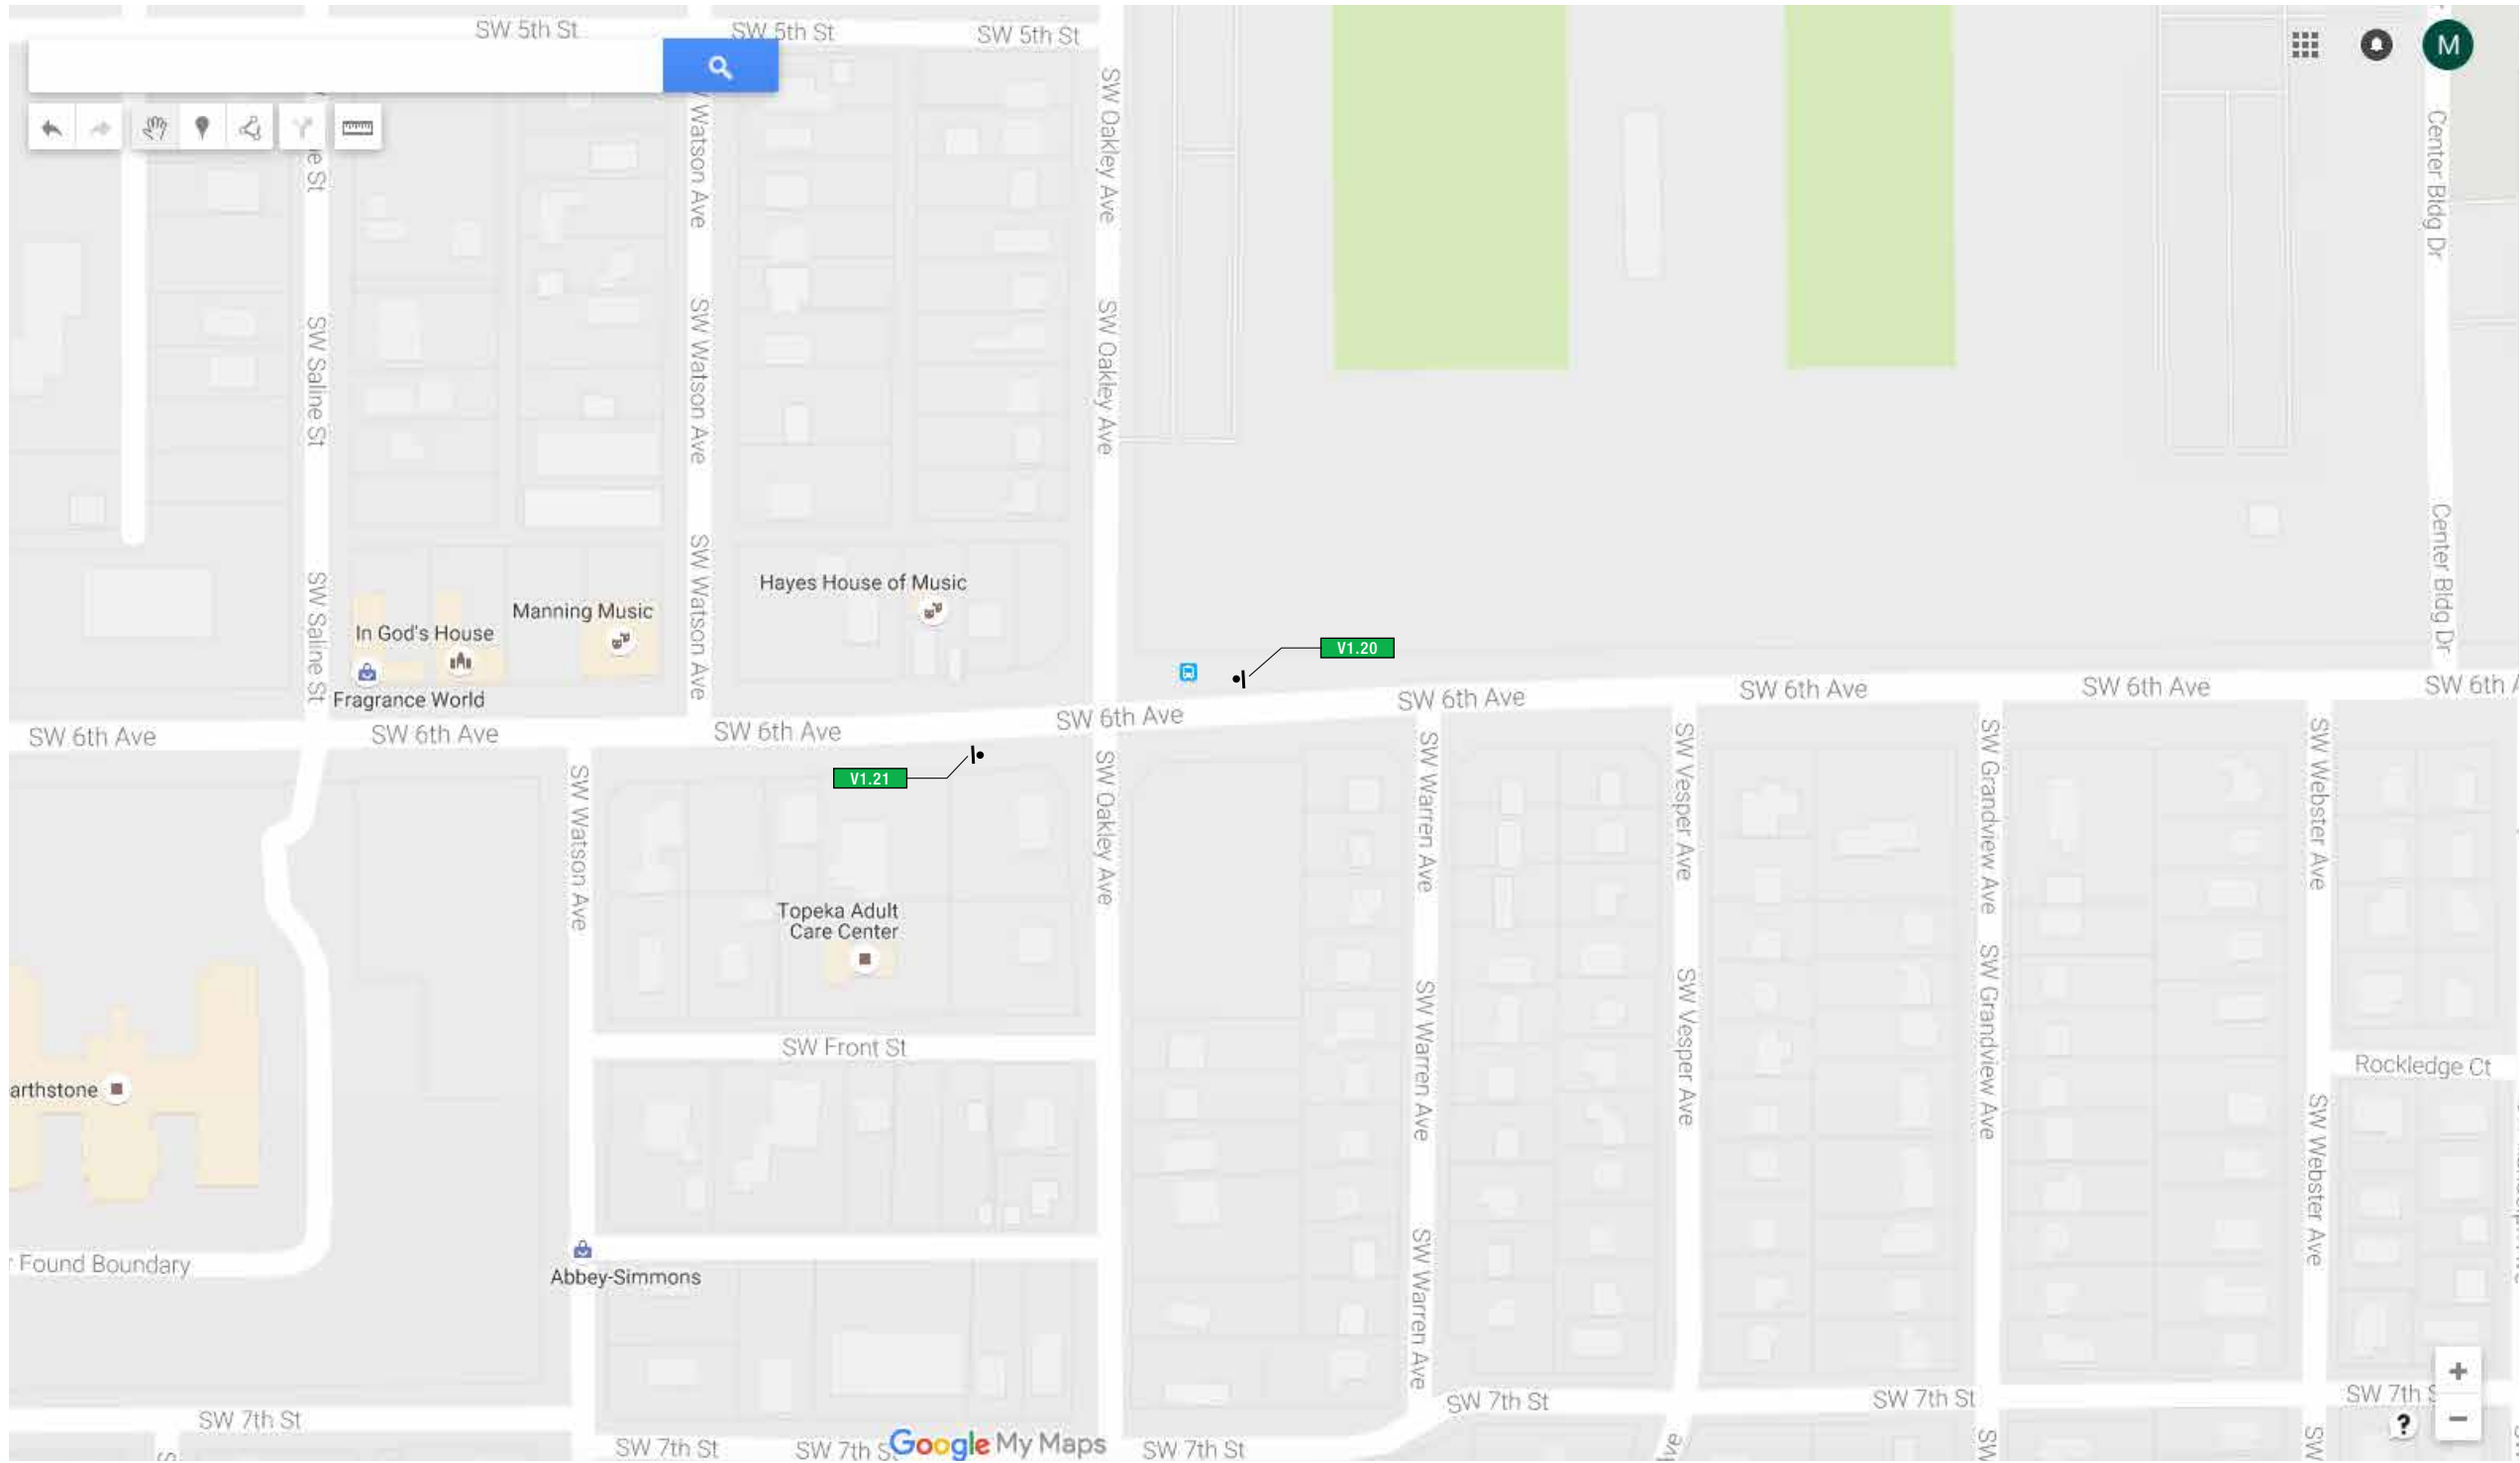 SW 5th St
SW 5th St
SW 5th St
M
Watson Ave
SW Oakley Ave
Center Bldg Dr
e St
SW Saline St
SW Watson Ave
SW Oakley Ave
Center Bldg Dr
SW Saline St
SW Watson Ave
Hayes House of Music
Manning Music
In God's House
Fragrance World
V1.20
SW 6th Ave
SW 6th Ave
SW 6th Ave
SW 6th Ave
SW 6th Ave
SW 6th Ave
SW 6th Ave
SW 6th A
V1.21
SW Watson Ave
SW Oakley Ave
SW Warren Ave
SW Vesper Ave
SW Grandview Ave
SW Webster Ave
Topeka Adult
Care Center
SW Front St
SW Warren Ave
SW Vesper Ave
SW Grandview Ave
Rockledge Ct
arthstone
SW Webster Ave
Found Boundary
Abbey-Simmons
SW Warren Ave
SW 7th St
SW 7th St
SW 7th S
Google My Maps
SW 7th St
SW 7th St
SW 7th St
SW 7th S
ve
SW
SW
+
?
−